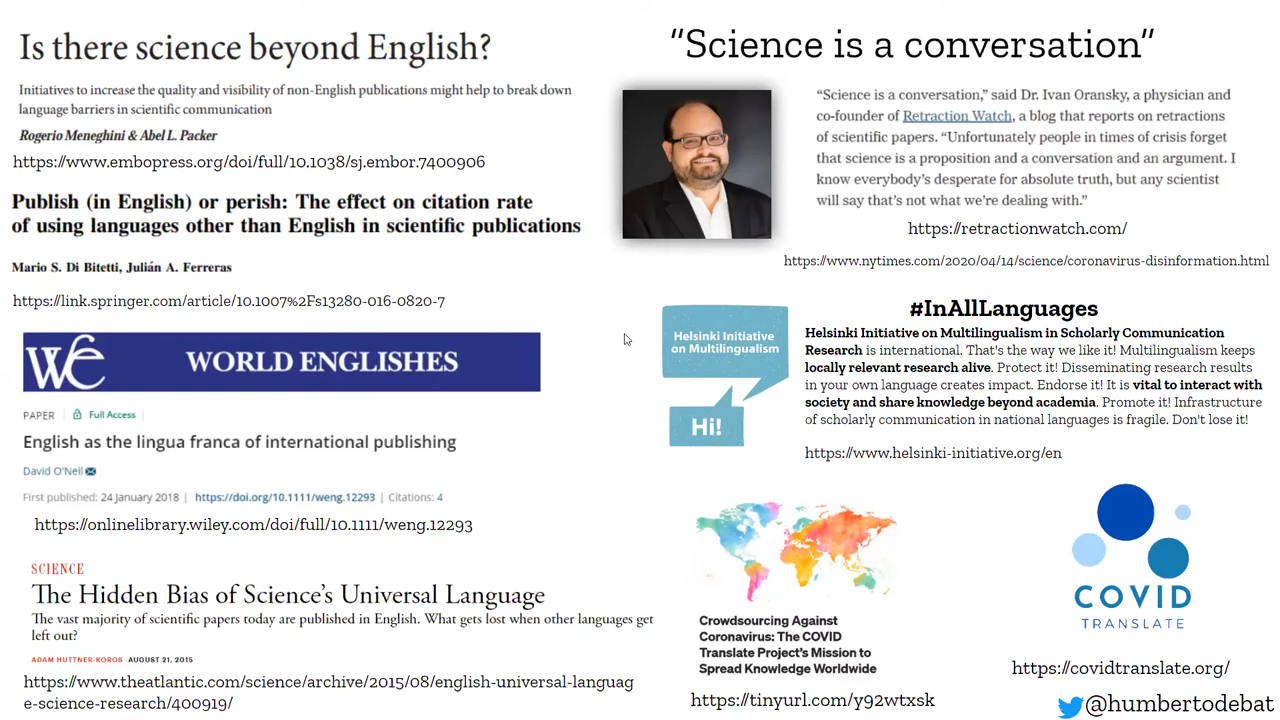 Is there science beyond English?
Initiatives to increase the quality and visibility of non-English publications might help to break down
language barriers in scientific communication
Rogerio Meneghini & Abel L. Packer
https://www.embopress.org/doi/full/10.1038/sj.embor.7400906
Publish (in English) or perish: The effect on citation rate
of using languages other than English in scientific publications
Mario S. Di Bitetti, Julián A. Ferreras
https://link.springer.com/article/10.1007%2Fs13280-016-0820-7
WE
WORLD ENGLISHES
PAPER | Full Access |
English as the lingua franca of international publishing
David O'Neil
First published: 24 January 2018 | https://doi.org/10.1111/weng.12293 | Citations: 4
https://onlinelibrary.wiley.com/doi/full/10.1111/weng.12293
SCIENCE
The Hidden Bias of Science's Universal Language
The vast majority of scientific papers today are published in English. What gets lost when other languages get
left out?
ADAM HUTTNER-KOROS AUGUST 21, 2015
https://www.theatlantic.com/science/archive/2015/08/english-universal-languag
e-science-research/400919/
"Science is a conversation"
"Science is a conversation," said Dr. Ivan Oransky, a physician and
co-founder of Retraction Watch, a blog that reports on retractions
of scientific papers. "Unfortunately people in times of crisis forget
that science is a proposition and a conversation and an argument. I
know everybody's desperate for absolute truth, but any scientist
will say that's not what we're dealing with."
https://retractionwatch.com/
https://www.nytimes.com/2020/04/14/science/coronavirus-disinformation.html
Helsinki Initiative
on Multilingualism
Hi!
#InAllLanguages
Helsinki Initiative on Multilingualism in Scholarly Communication
Research is international. That's the way we like it! Multilingualism keeps
locally relevant research alive. Protect it! Disseminating research results
in your own language creates impact. Endorse it! It is vital to interact with
society and share knowledge beyond academia. Promote it! Infrastructure
of scholarly communication in national languages is fragile. Don't lose it!
https://www.helsinki-initiative.org/en
Crowdsourcing Against
Coronavirus: The COVID
Translate Project's Mission to
Spread Knowledge Worldwide
https://tinyurl.com/y92wtxsk
COVID
TRANSLATE
https://covidtranslate.org/
@humbertodebat